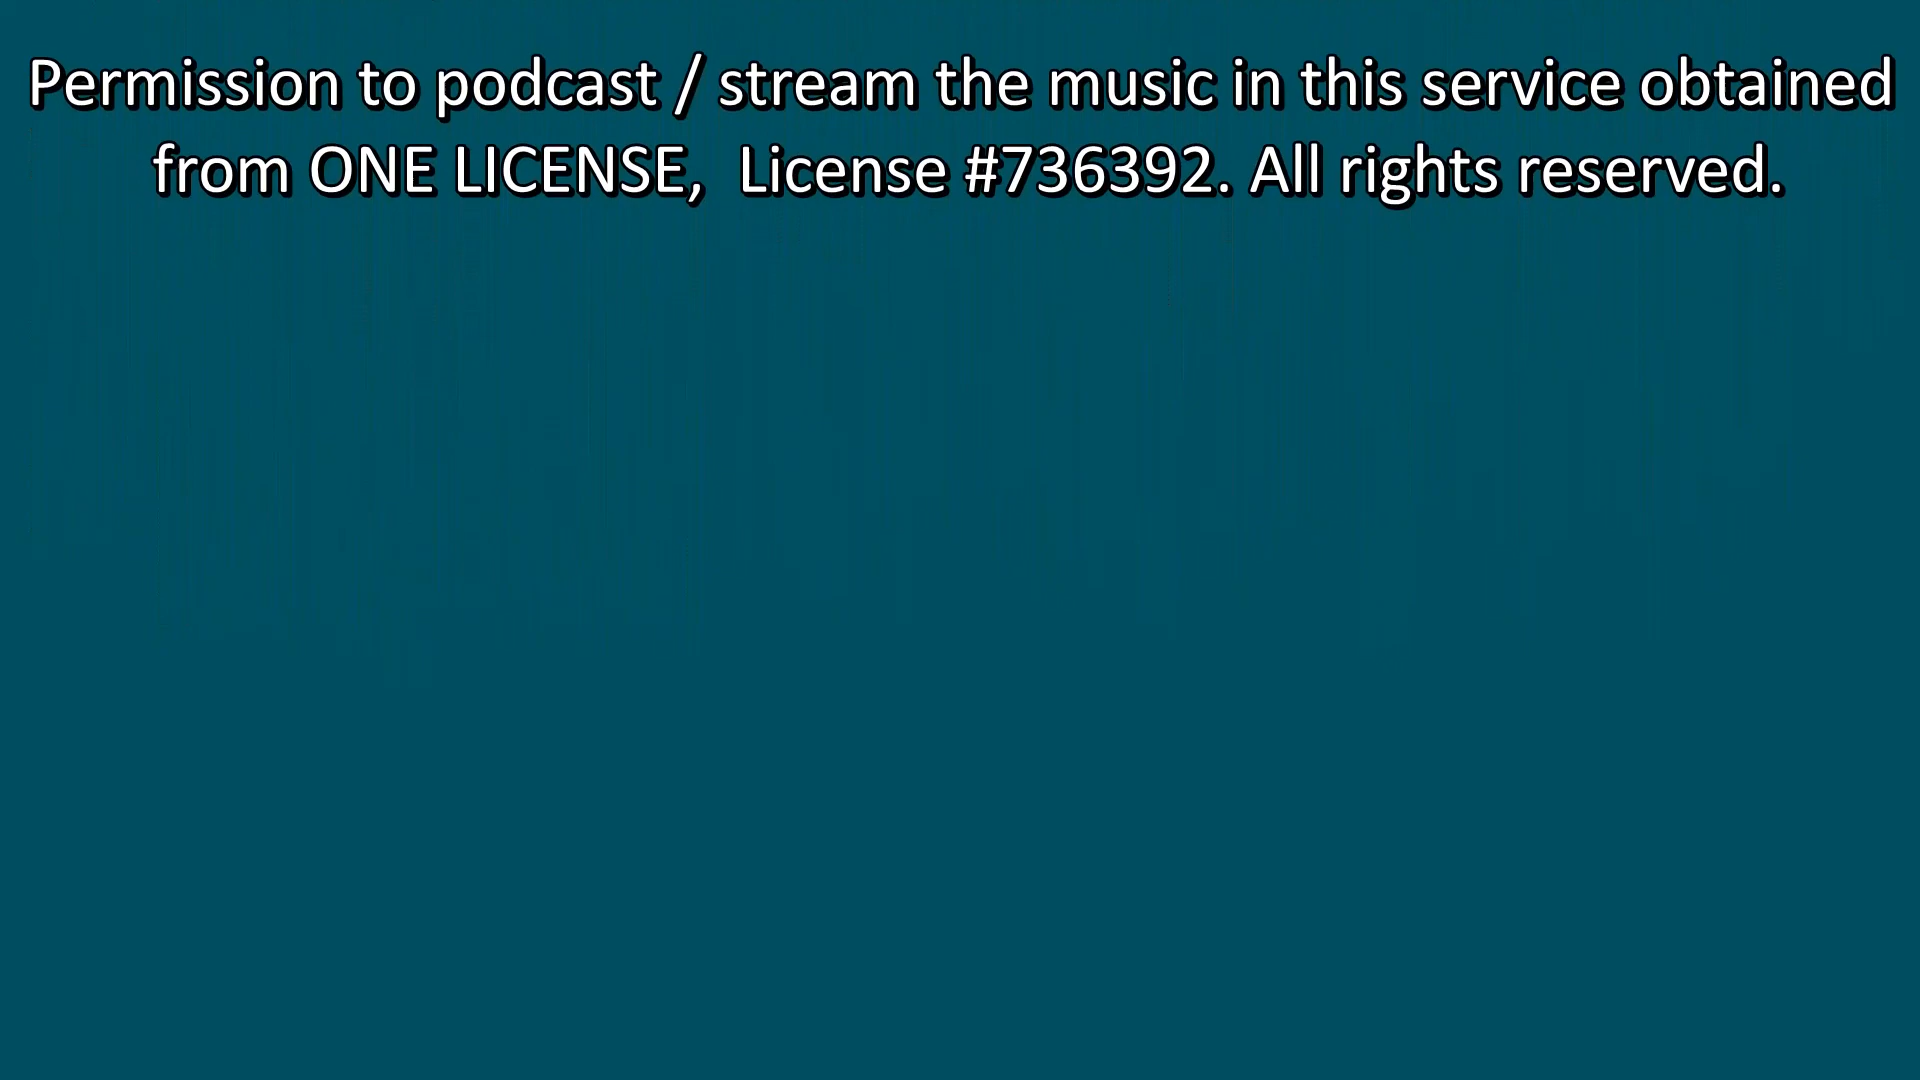 Permission to podcast / stream the music in this service obtained
from ONE LICENSE,  License #736392. All rights reserved.